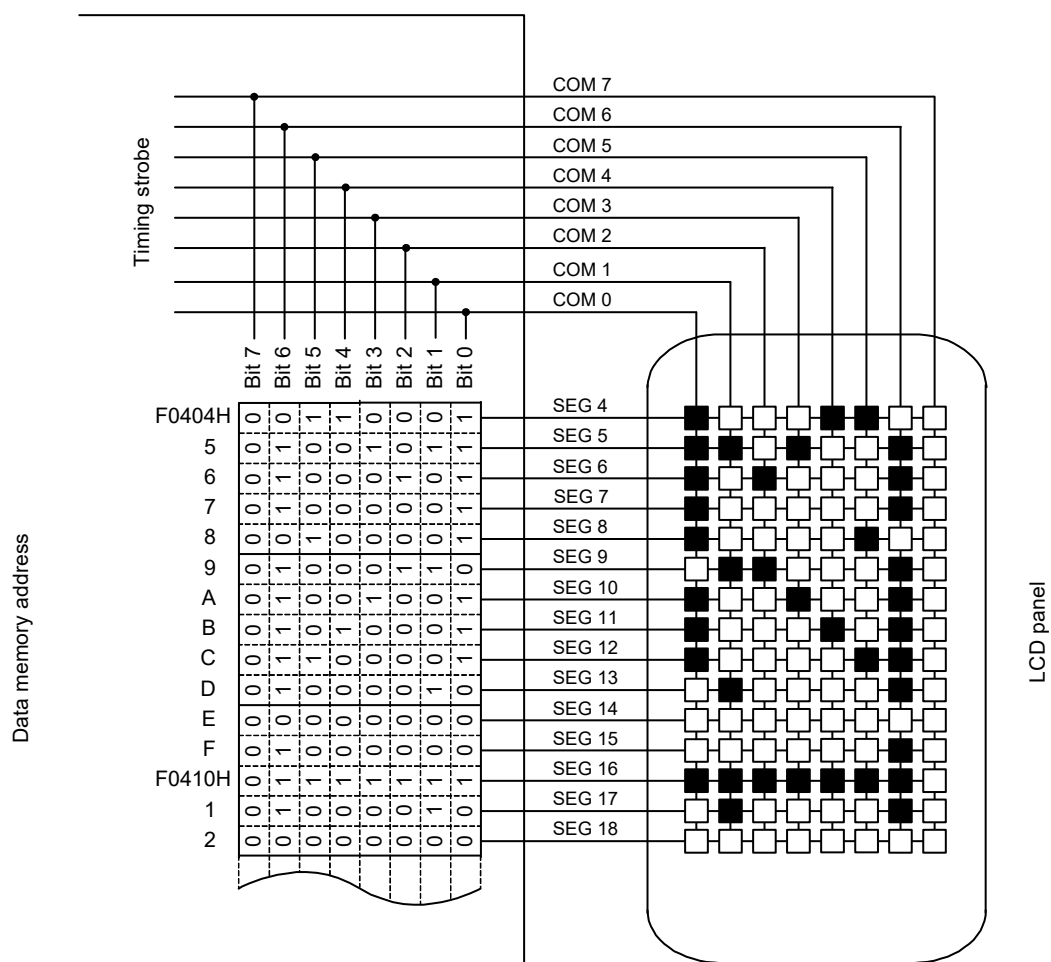 COM 7
COM 6
COM 5
COM 4
COM 3
COM 2
COM 1
COM 0
Timing strobe
Bit 7 Bit 6 Bit 5 Bit 4 Bit 3 Bit 2 Bit 1 Bit 0
F0404H 0 0 1 1 0 0 0 1 SEG 4
5 0 1 0 0 1 0 1 1 SEG 5
6 0 1 0 0 0 1 0 1 SEG 6
7 0 1 0 0 0 0 0 1 SEG 7
8 0 0 1 0 0 0 0 1 SEG 8
9 0 1 0 0 0 1 1 0 SEG 9
A 0 1 0 0 1 0 0 1 SEG 10
B 0 1 0 1 0 0 0 1 SEG 11
C 0 1 1 0 0 0 0 1 SEG 12
D 0 1 0 0 0 0 1 0 SEG 13
E 0 0 0 0 0 0 0 0 SEG 14
F 0 1 0 0 0 0 0 0 SEG 15
F0410H 0 1 1 1 1 1 1 1 SEG 16
1 0 1 0 0 0 0 1 0 SEG 17
2 0 0 0 0 0 0 0 0 SEG 18
Data memory address
LCD panel